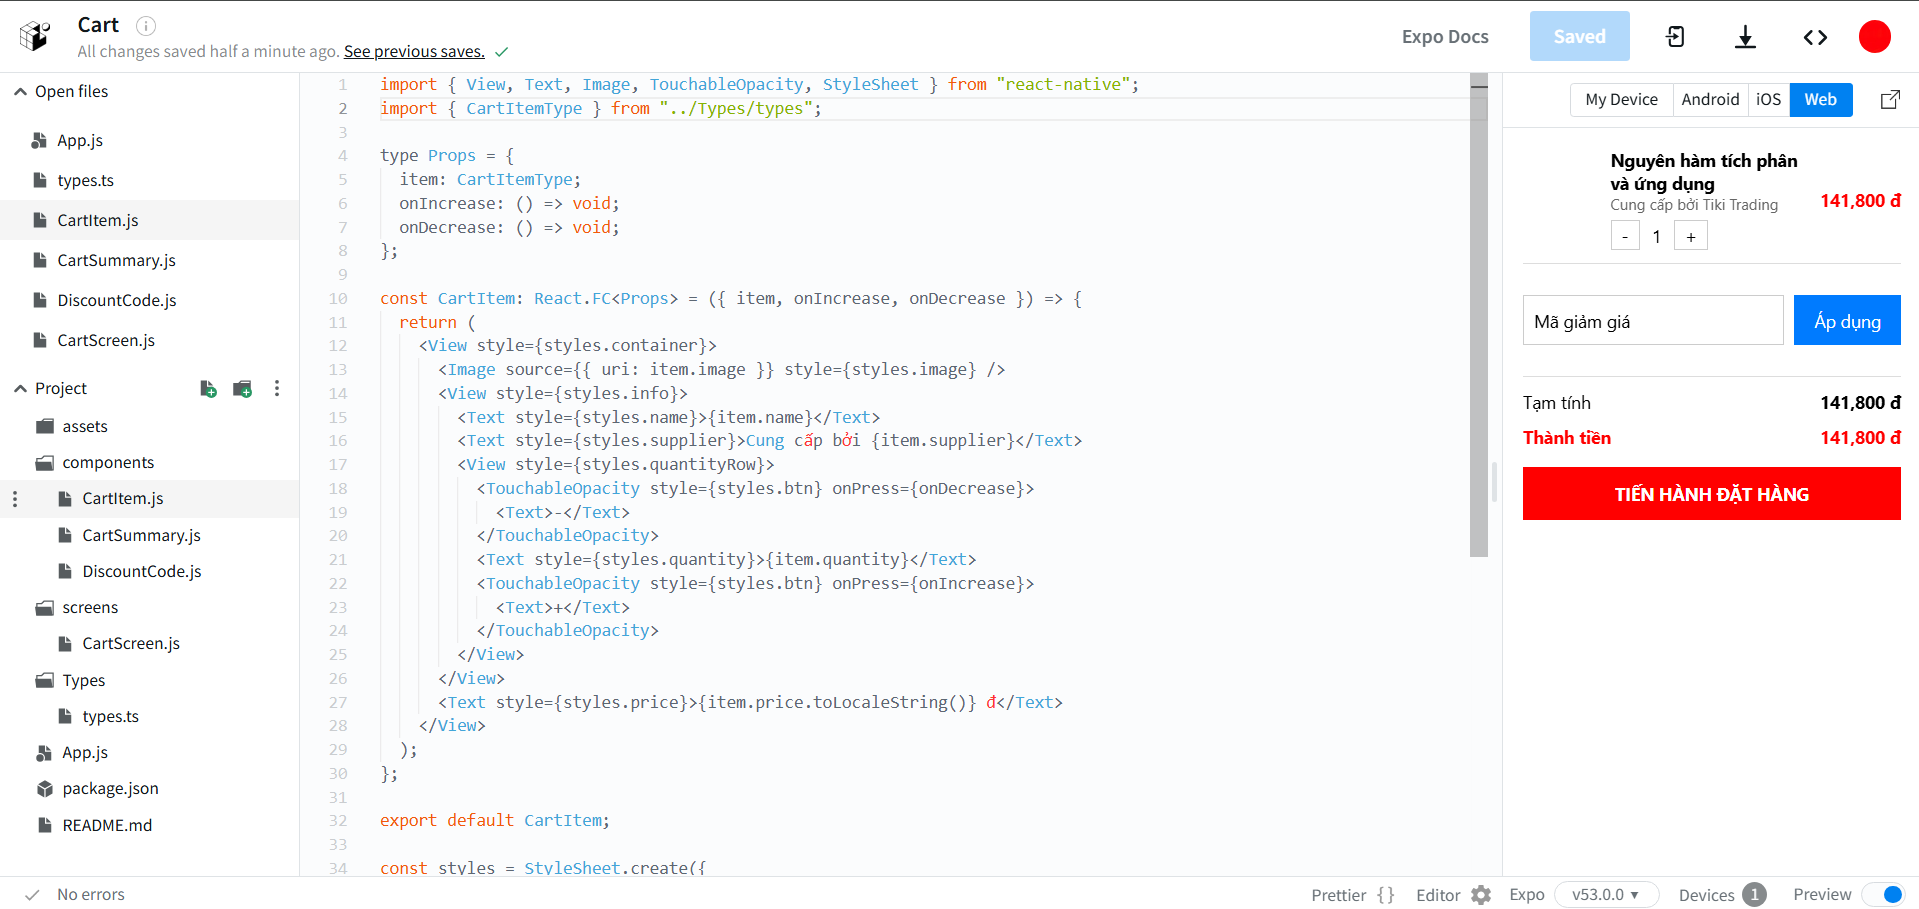 Cart
All changes saved half a minute ago. See previous saves.
Expo Docs
Saved
Open files
App.js
types.ts
CartItem.js
CartSummary.js
DiscountCode.js
CartScreen.js
Project
assets
components
CartItem.js
CartSummary.js
DiscountCode.js
screens
CartScreen.js
Types
types.ts
App.js
package.json
README.md
1 import { View, Text, Image, TouchableOpacity, StyleSheet } from "react-native";
2 import { CartItemType } from "../Types/types";
3
4 type Props = {
5 item: CartItemType;
6 onIncrease: () => void;
7 onDecrease: () => void;
8 };
9
10 const CartItem: React.FC<Props> = ({ item, onIncrease, onDecrease }) => {
11 return (
12 <View style={styles.container}>
13 <Image source={{ uri: item.image }} style={styles.image} />
14 <View style={styles.info}>
15 <Text style={styles.name}>{item.name}</Text>
16 <Text style={styles.supplier}>Cung cấp bởi {item.supplier}</Text>
17 <View style={styles.quantityRow}>
18 <TouchableOpacity style={styles.btn} onPress={onDecrease}>
19 <Text>-</Text>
20 </TouchableOpacity>
21 <Text style={styles.quantity}>{item.quantity}</Text>
22 <TouchableOpacity style={styles.btn} onPress={onIncrease}>
23 <Text>+</Text>
24 </TouchableOpacity>
25 </View>
26 </View>
27 <Text style={styles.price}>{item.price.toLocaleString()} đ</Text>
28 </View>
29 );
30 };
31
32 export default CartItem;
33
34 const styles = StyleSheet.create({
My Device Android iOS Web
Nguyên hàm tích phân
và ứng dụng
Cung cấp bởi Tiki Trading
141,800 đ
- 1 +
Mã giảm giá
Áp dụng
Tạm tính 141,800 đ
Thành tiền 141,800 đ
TIẾN HÀNH ĐẶT HÀNG
No errors
Prettier {} Editor Expo v53.0.0 Devices 1 Preview